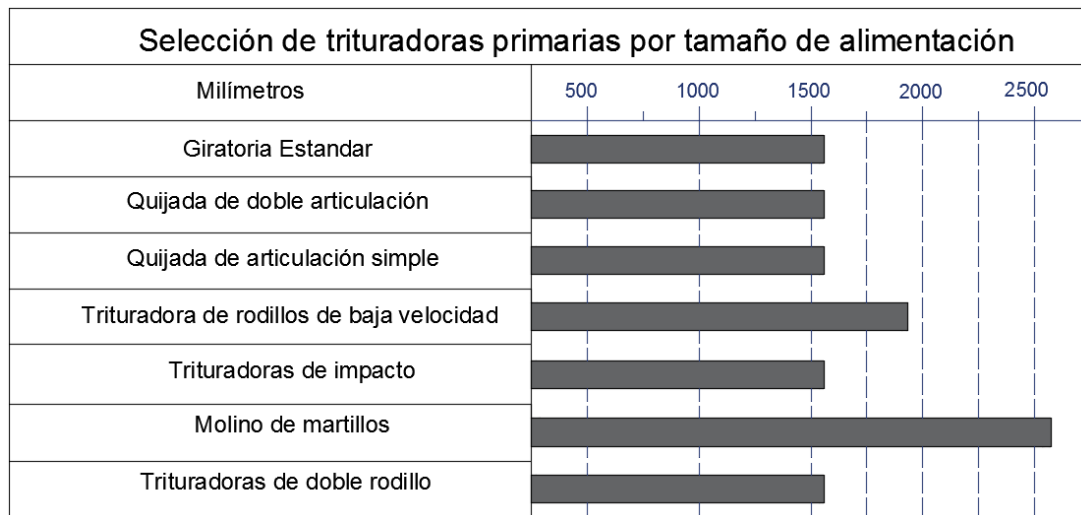 Selección de trituradoras primarias por tamaño de alimentación
Milímetros 500 1000 1500 2000 2500
Giratoria Estandar
Quijada de doble articulación
Quijada de articulación simple
Trituradora de rodillos de baja velocidad
Trituradoras de impacto
Molino de martillos
Trituradoras de doble rodillo